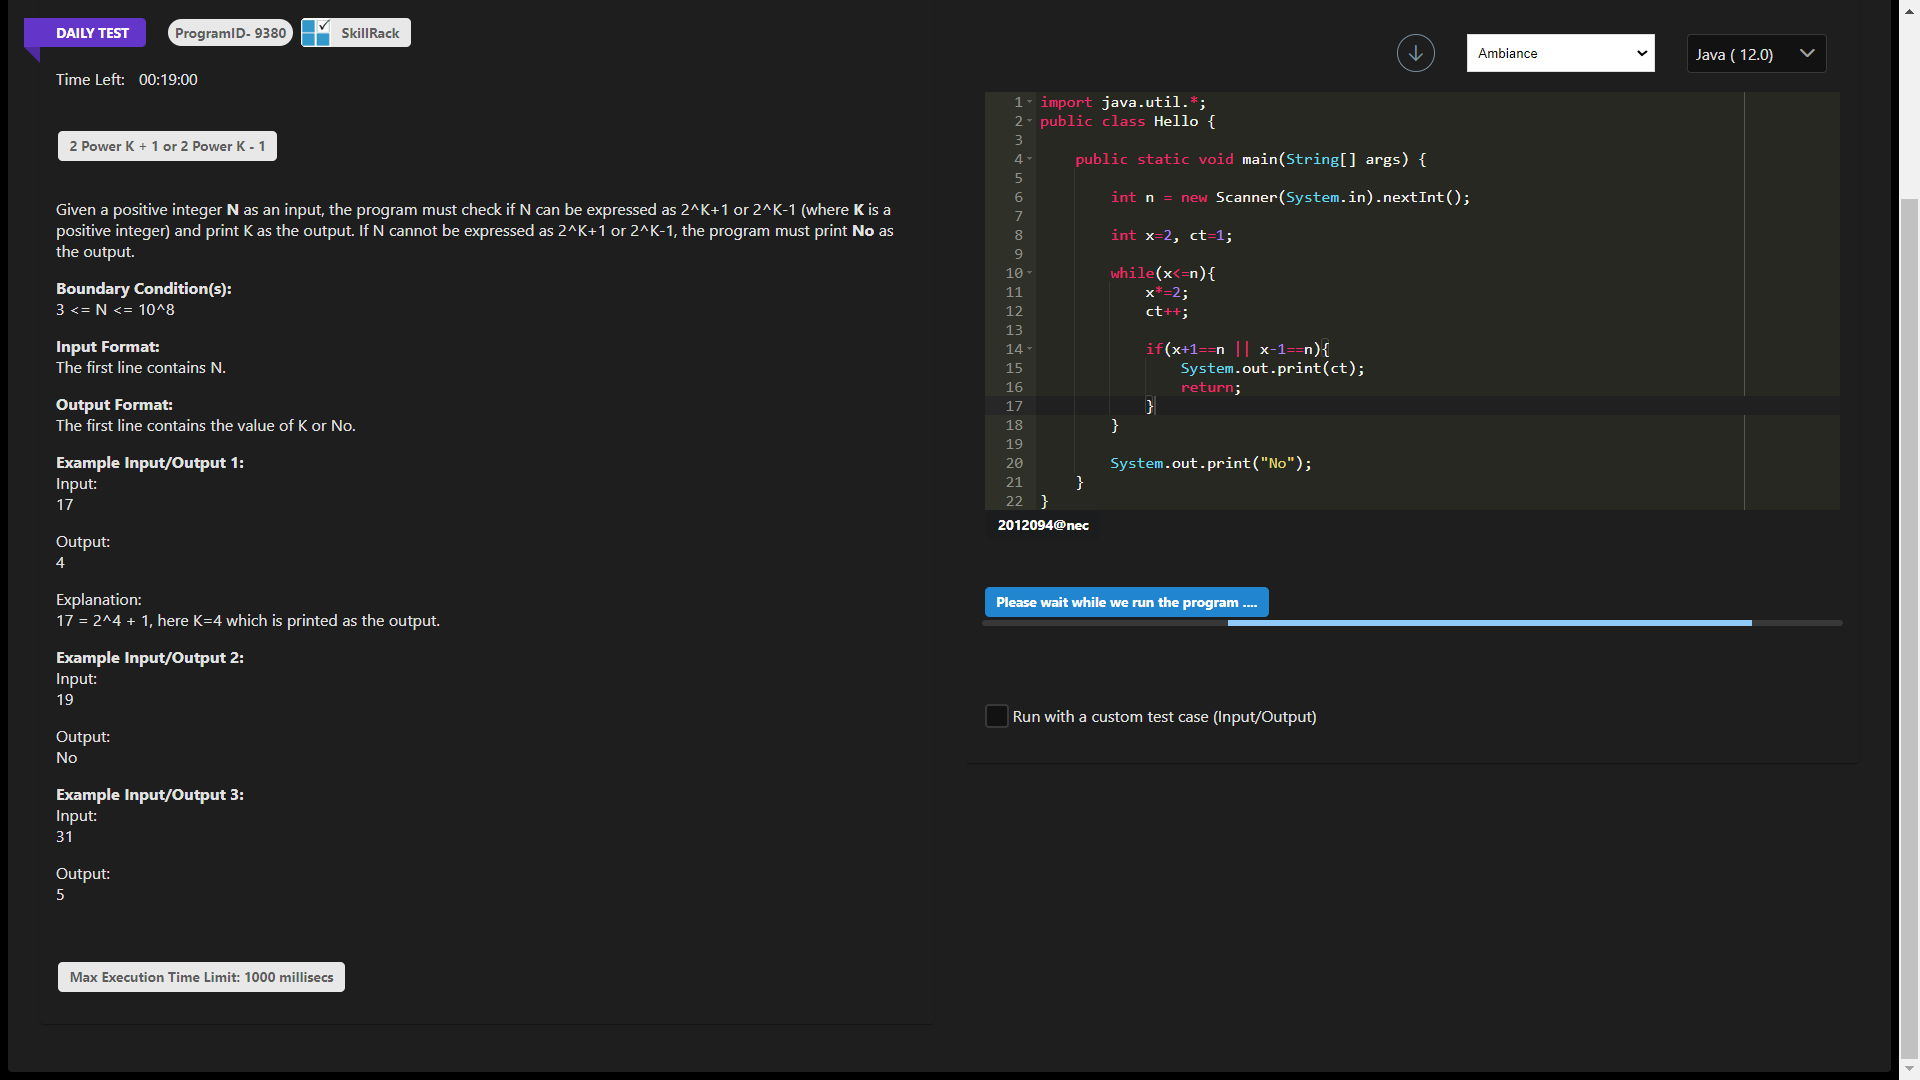 DAILY TEST
ProgramID- 9380
SkillRack
Time Left: 00:19:00
2 Power K + 1 or 2 Power K - 1
Given a positive integer N as an input, the program must check if N can be expressed as 2^K+1 or 2^K-1 (where K is a
positive integer) and print K as the output. If N cannot be expressed as 2^K+1 or 2^K-1, the program must print No as
the output.
Boundary Condition(s):
3 <= N <= 10^8
Input Format:
The first line contains N.
Output Format:
The first line contains the value of K or No.
Example Input/Output 1:
Input:
17
Output:
4
Explanation:
17 = 2^4 + 1, here K=4 which is printed as the output.
Example Input/Output 2:
Input:
19
Output:
No
Example Input/Output 3:
Input:
31
Output:
5
Max Execution Time Limit: 1000 millisecs
Ambiance
Java ( 12.0)
1 import java.util.*;
2 public class Hello {
3
4     public static void main(String[] args) {
5
6         int n = new Scanner(System.in).nextInt();
7
8         int x=2, ct=1;
9
10         while(x<=n){
11             x*=2;
12             ct++;
13
14             if(x+1==n || x-1==n){
15                 System.out.print(ct);
16                 return;
17             }
18         }
19
20         System.out.print("No");
21     }
22 }
2012094@nec
Please wait while we run the program ....
Run with a custom test case (Input/Output)